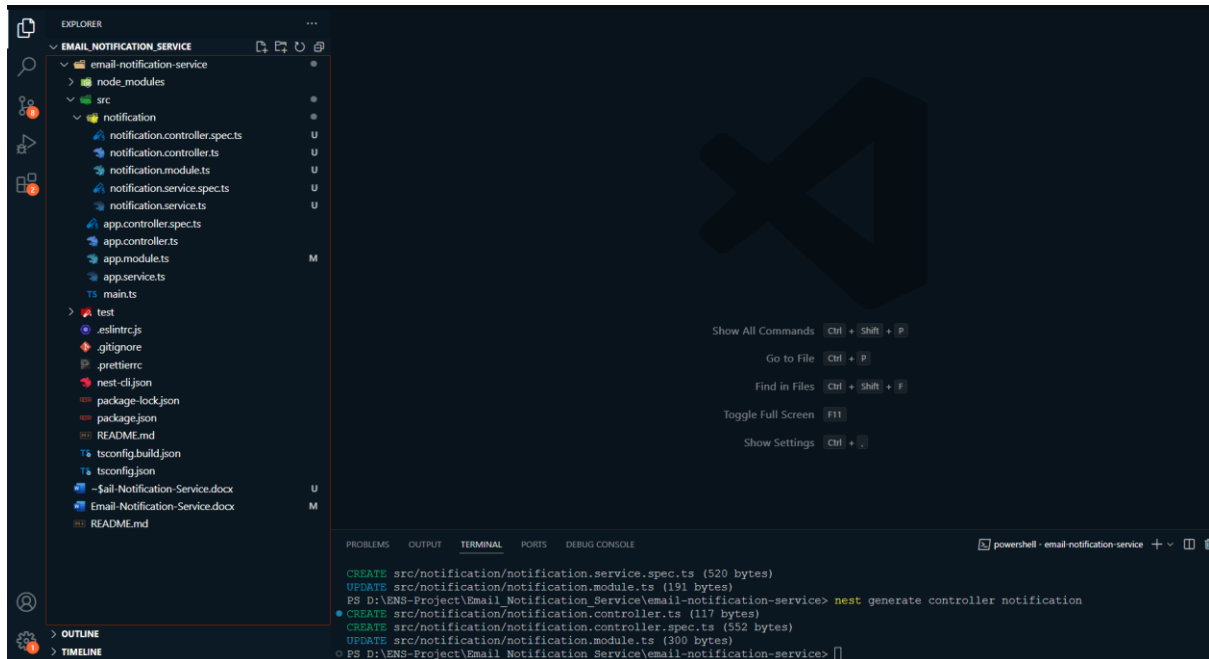 EXPLORER
EMAIL_NOTIFICATION_SERVICE
email-notification-service
node_modules
src
notification
notification.controller.spec.ts U
notification.controller.ts U
notification.module.ts U
notification.service.spec.ts U
notification.service.ts U
app.controller.spec.ts
app.controller.ts
app.module.ts M
app.service.ts
TS main.ts
test
.eslintrc.js
.gitignore
.prettierrc
nest-cli.json
package-lock.json
package.json
README.md
tsconfig.build.json
tsconfig.json
~$ail-Notification-Service.docx U
Email-Notification-Service.docx M
README.md
OUTLINE
TIMELINE
8
2
1
Show All Commands Ctrl + Shift + P
Go to File Ctrl + P
Find in Files Ctrl + Shift + F
Toggle Full Screen F11
Show Settings Ctrl + ,
PROBLEMS OUTPUT TERMINAL PORTS DEBUG CONSOLE
powershell - email-notification-service
CREATE src/notification/notification.service.spec.ts (520 bytes)
UPDATE src/notification/notification.module.ts (191 bytes)
PS D:\ENS-Project\Email_Notification_Service\email-notification-service> nest generate controller notification
CREATE src/notification/notification.controller.ts (117 bytes)
CREATE src/notification/notification.controller.spec.ts (552 bytes)
UPDATE src/notification/notification.module.ts (300 bytes)
PS D:\ENS-Project\Email_Notification_Service\email-notification-service>